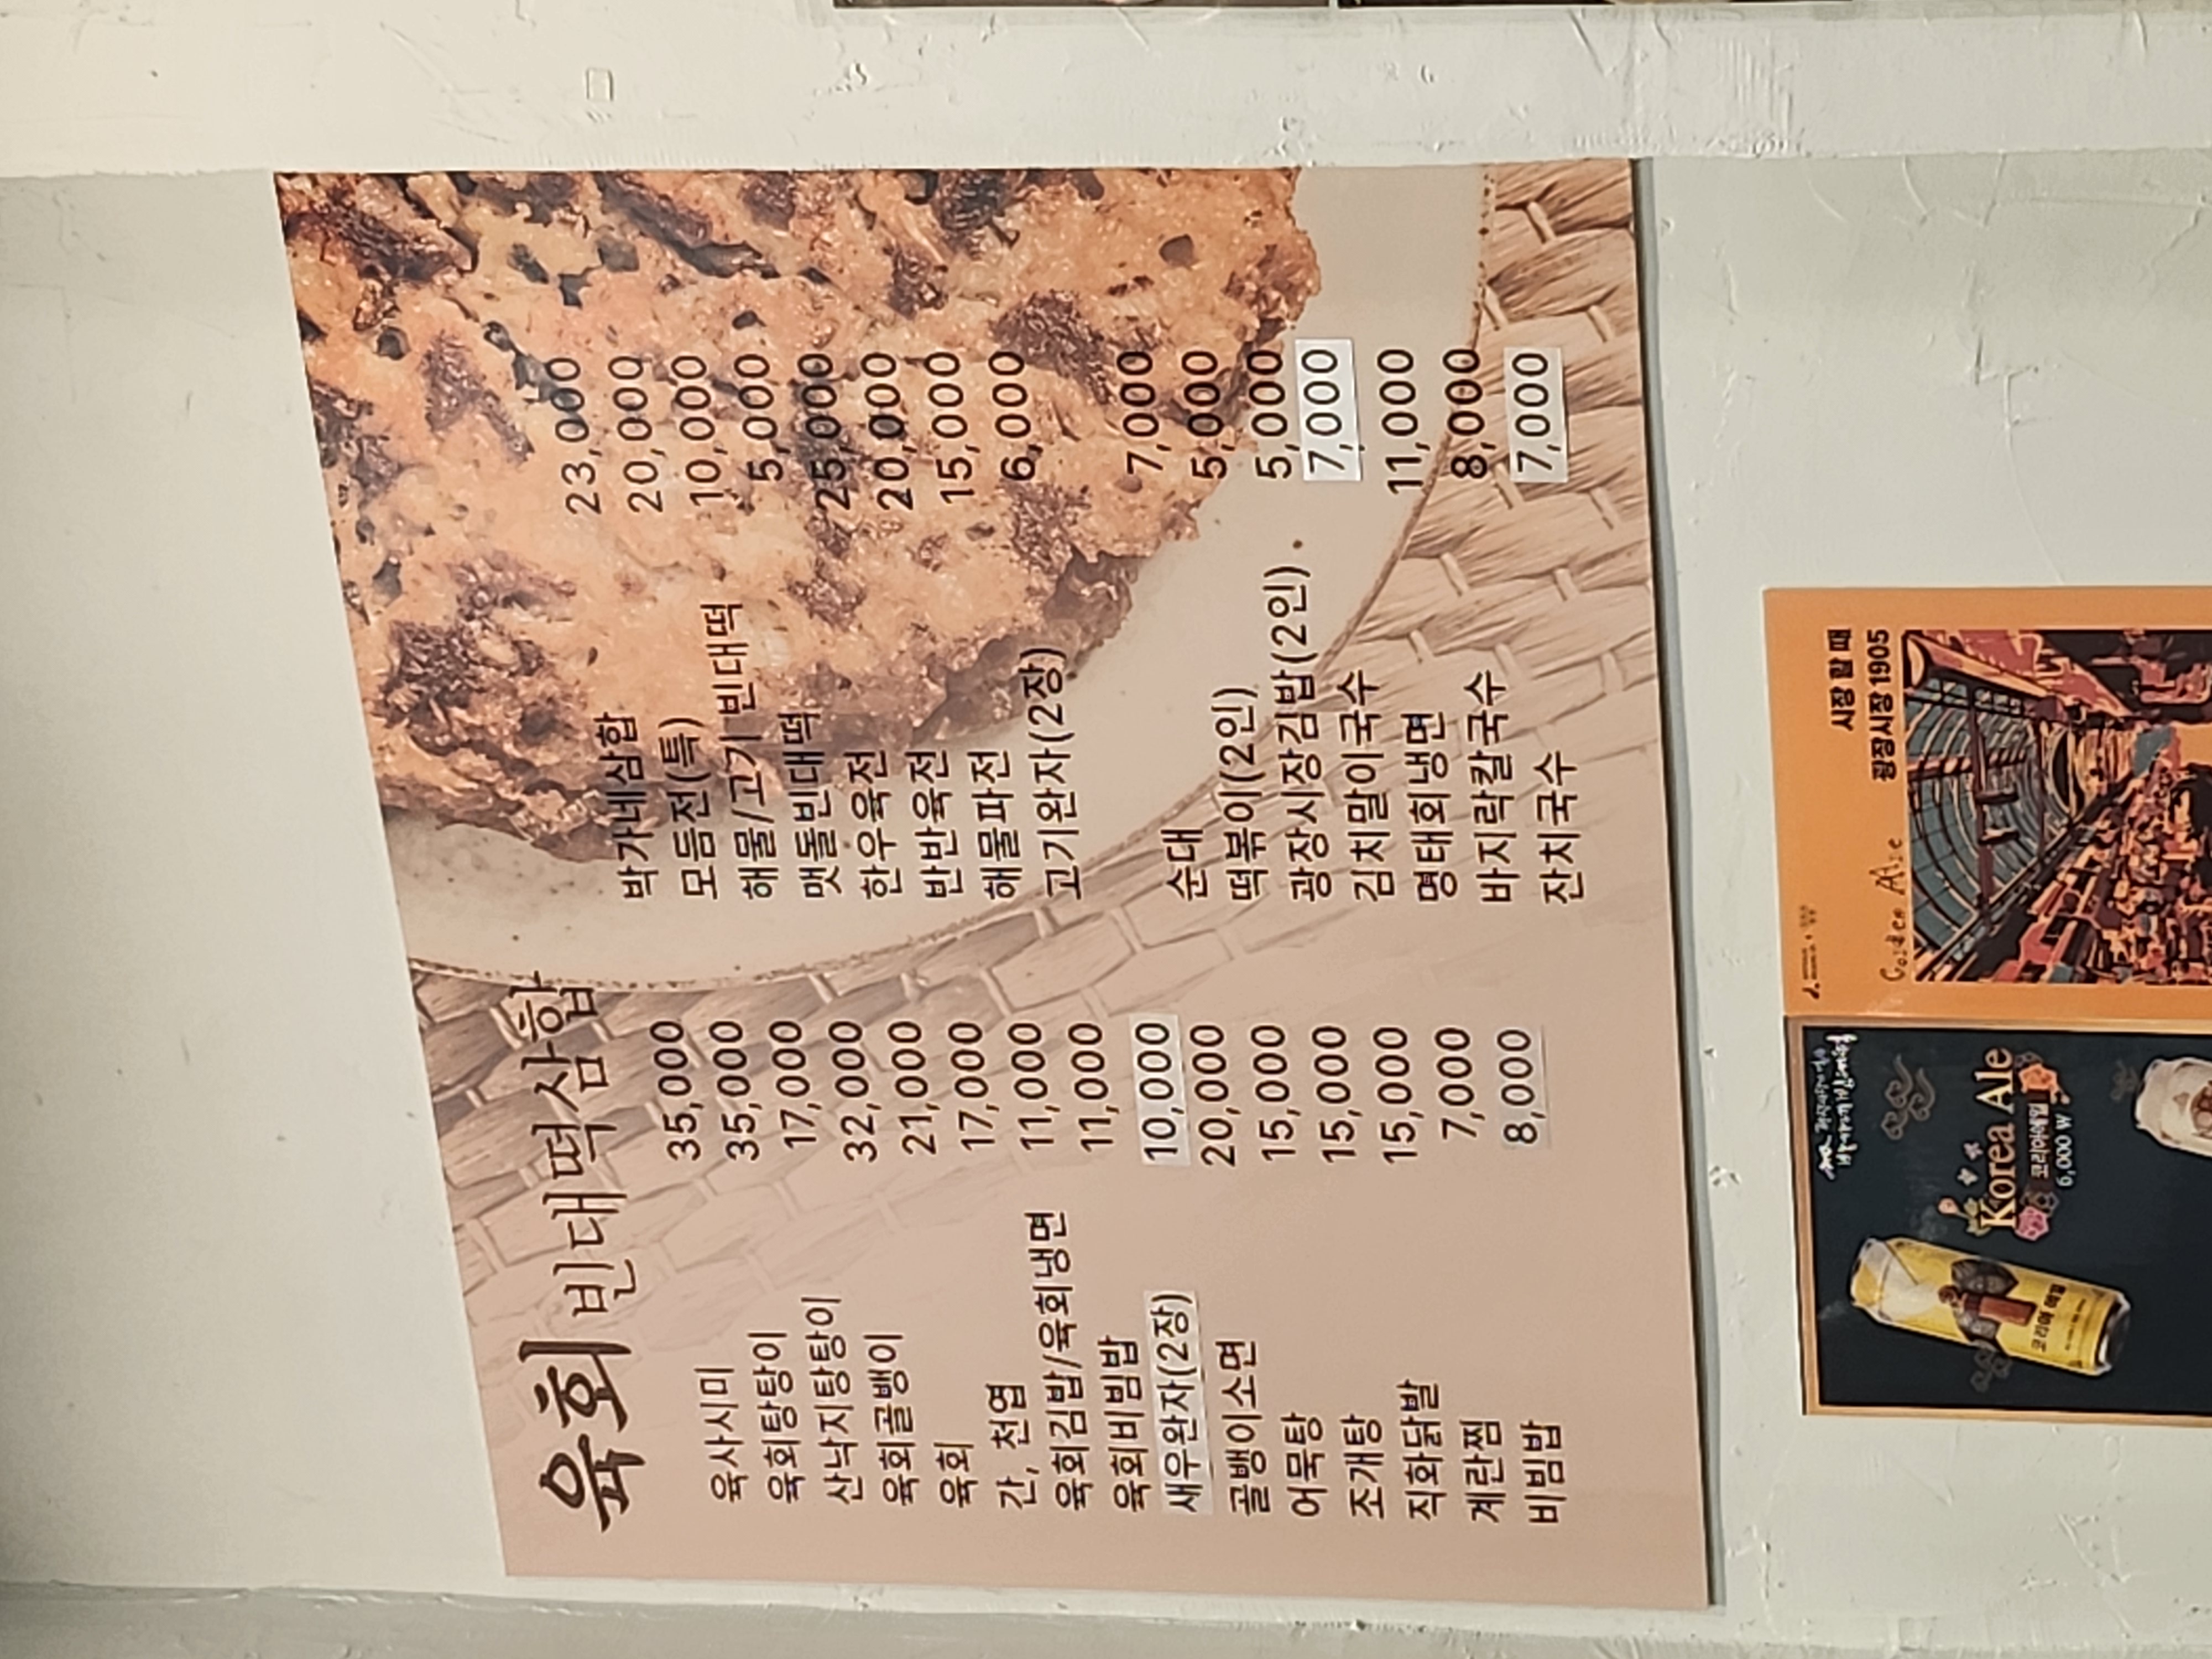 육회빈대떡삼합
육사시미 35,000
육회탕탕이 35,000
산낙지탕탕이 17,000
육회골뱅이 32,000
육회 21,000
간, 천엽 17,000
육회김밥/육회냉면 11,000
육회비빔밥 11,000
새우완자(2장) 10,000
골뱅이소면 20,000
어묵탕 15,000
조개탕 15,000
직화닭발 15,000
계란찜 7,000
비빔밥 8,000
박가네삼합 23,000
모듬전(특) 20,000
해물/고기 빈대떡 10,000
맷돌빈대떡 5,000
한우육전 25,000
반반육전 20,000
해물파전 15,000
고기완자(2장) 6,000
순대 7,000
떡볶이(2인) 5,000
광장시장김밥(2인) 5,000
김치말이국수 7,000
명태회냉면 11,000
바지락칼국수 8,000
잔치국수 7,000
Korea Ale
코리아에일
6,000 W
코리아 에일
Golden Ale
시장 할 때
광장시장 1905